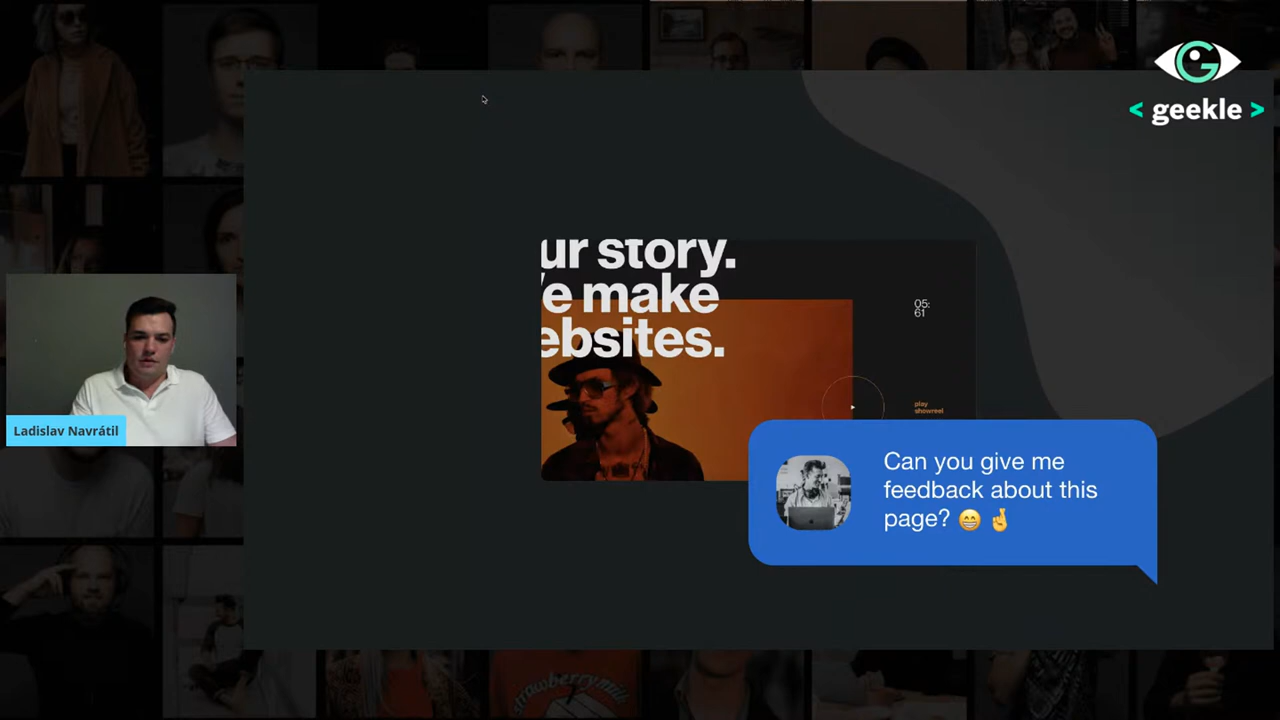 < geekle >
ur story.
e make
ebsites.
05:
61
play
showreel
Ladislav Navrátil
Can you give me
feedback about this
page? 😁 🤞
strawberry